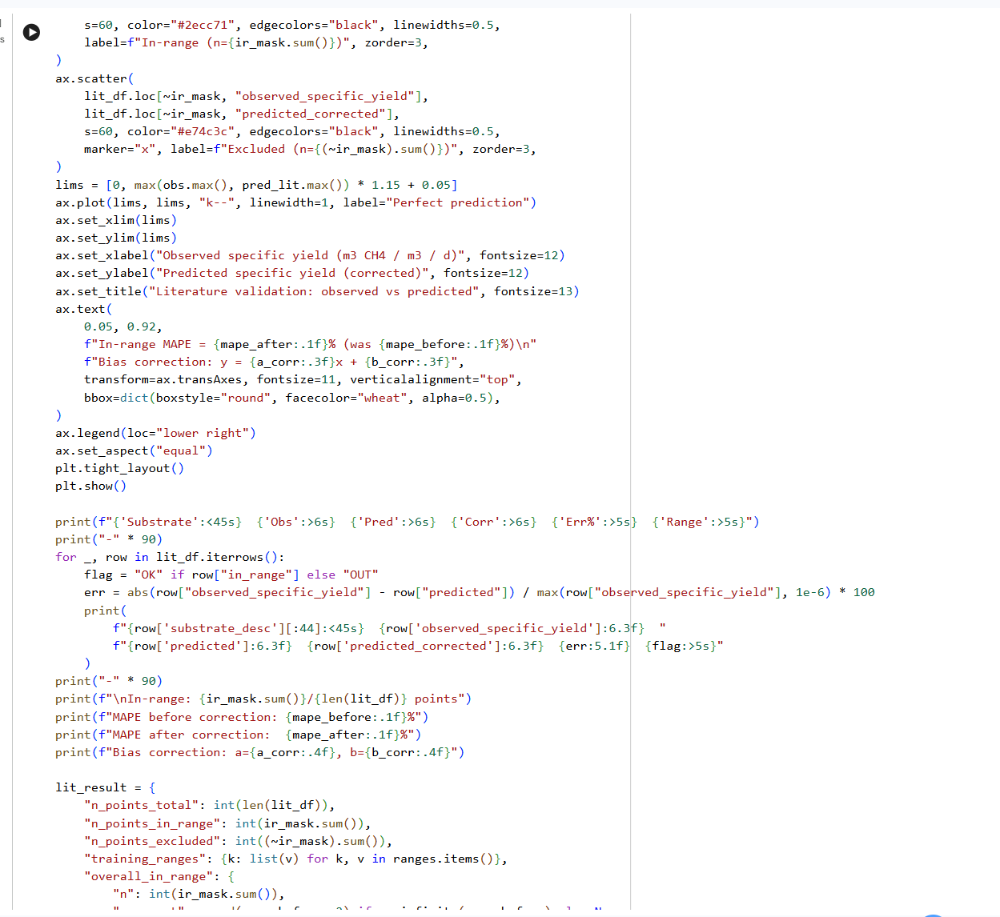 s=60, color="#2ecc71", edgecolors="black", linewidths=0.5,
s
label=f"In-range (n={ir_mask.sum()})", zorder=3,
)
ax.scatter(
lit_df.loc[~ir_mask, "observed_specific_yield"],
lit_df.loc[~ir_mask, "predicted_corrected"],
s=60, color="#e74c3c", edgecolors="black", linewidths=0.5,
marker="x", label=f"Excluded (n={(~ir_mask).sum()})", zorder=3,
)
lims = [0, max(obs.max(), pred_lit.max()) * 1.15 + 0.05]
ax.plot(lims, lims, "k--", linewidth=1, label="Perfect prediction")
ax.set_xlim(lims)
ax.set_ylim(lims)
ax.set_xlabel("Observed specific yield (m3 CH4 / m3 / d)", fontsize=12)
ax.set_ylabel("Predicted specific yield (corrected)", fontsize=12)
ax.set_title("Literature validation: observed vs predicted", fontsize=13)
ax.text(
0.05, 0.92,
f"In-range MAPE = {mape_after:.1f}% (was {mape_before:.1f}%)\n"
f"Bias correction: y = {a_corr:.3f}x + {b_corr:.3f}",
transform=ax.transAxes, fontsize=11, verticalalignment="top",
bbox=dict(boxstyle="round", facecolor="wheat", alpha=0.5),
)
ax.legend(loc="lower right")
ax.set_aspect("equal")
plt.tight_layout()
plt.show()
print(f"{'Substrate':<45s}  {'Obs':>6s}  {'Pred':>6s}  {'Corr':>6s}  {'Err%':>5s}  {'Range':>5s}")
print("-" * 90)
for _, row in lit_df.iterrows():
flag = "OK" if row["in_range"] else "OUT"
err = abs(row["observed_specific_yield"] - row["predicted"]) / max(row["observed_specific_yield"], 1e-6) * 100
print(
f"{row['substrate_desc'][:44]:<45s}  {row['observed_specific_yield']:6.3f}  "
f"{row['predicted']:6.3f}  {row['predicted_corrected']:6.3f}  {err:5.1f}  {flag:>5s}"
)
print("-" * 90)
print(f"\nIn-range: {ir_mask.sum()}/{len(lit_df)} points")
print(f"MAPE before correction: {mape_before:.1f}%")
print(f"MAPE after correction:  {mape_after:.1f}%")
print(f"Bias correction: a={a_corr:.4f}, b={b_corr:.4f}")
lit_result = {
"n_points_total": int(len(lit_df)),
"n_points_in_range": int(ir_mask.sum()),
"n_points_excluded": int((~ir_mask).sum()),
"training_ranges": {k: list(v) for k, v in ranges.items()},
"overall_in_range": {
"n": int(ir_mask.sum()),